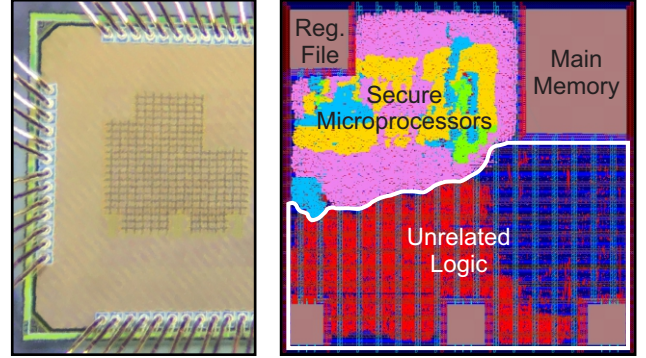 Reg.
File
Main
Memory
Secure
Microprocessors
Unrelated
Logic